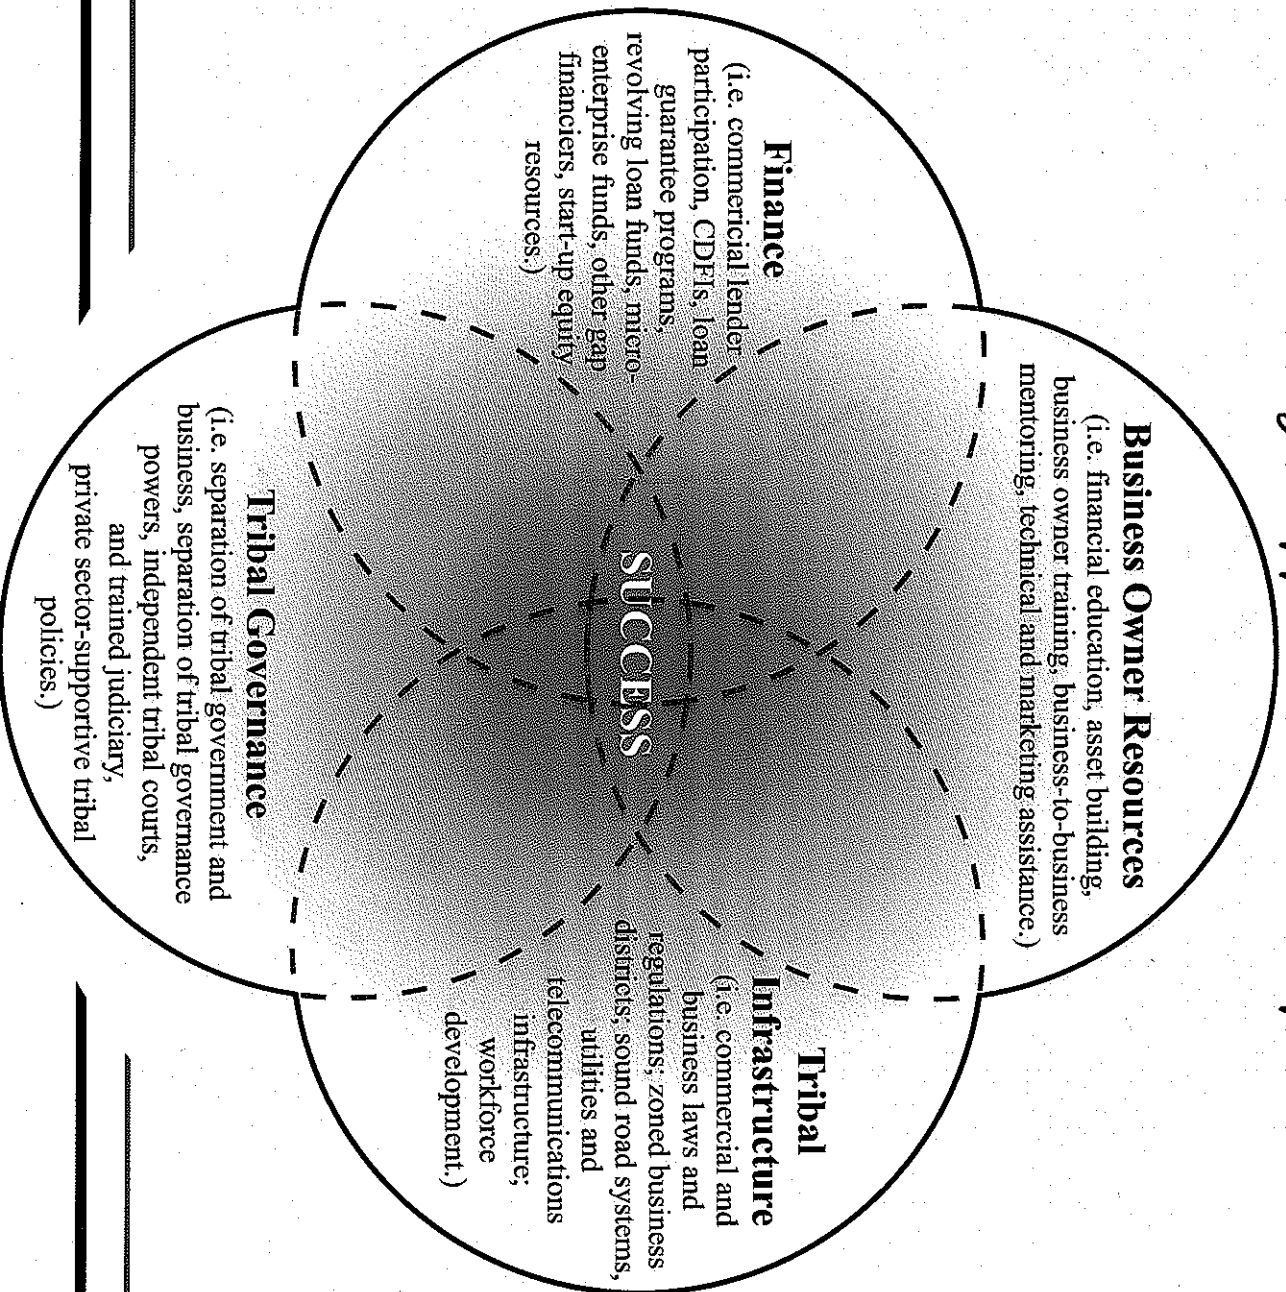 Business Owner Resources
(i.e. financial education, asset building,
business owner training, business-to-business
mentoring, technical and marketing assistance.)
Finance
(i.e. commericial lender
participation, CDFIs, loan
guarantee programs,
revolving loan funds, micro-
enterprise funds, other gap
financiers, start-up equity
resources.)
SUCCESS
Tribal
Infrastructure
(i.e. commercial and
business laws and
regulations; zoned business
districts; sound road systems,
utilities and
telecommunications
infrastructure;
workforce
development.)
Tribal Governance
(i.e. separation of tribal government and
business, separation of tribal governance
powers, independent tribal courts,
and trained judiciary,
private sector-supportive tribal
policies.)